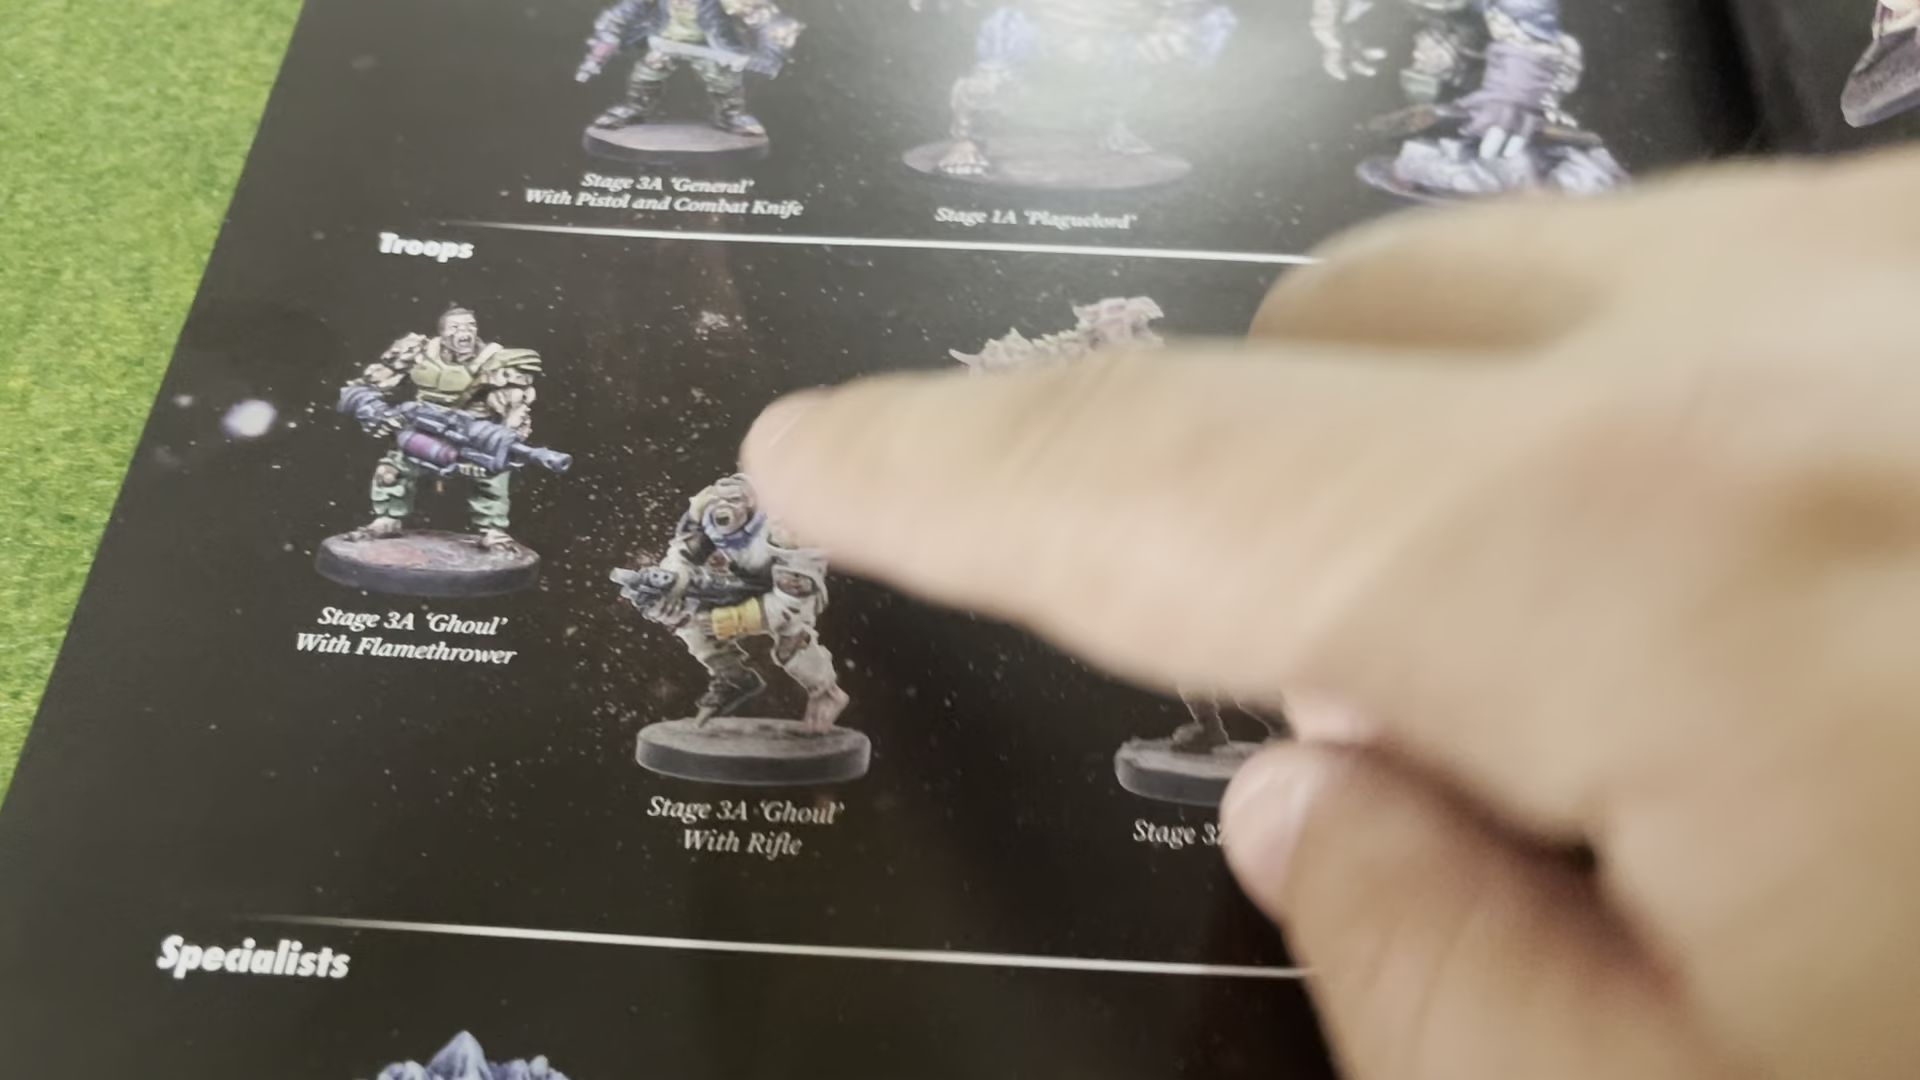 Stage 3A 'General'
With Pistol and Combat Knife
Stage 1A 'Plaguelord'
Troops
Stage 3A 'Ghoul'
With Flamethrower
Stage 3A 'Ghoul'
With Rifle
Stage
Specialists